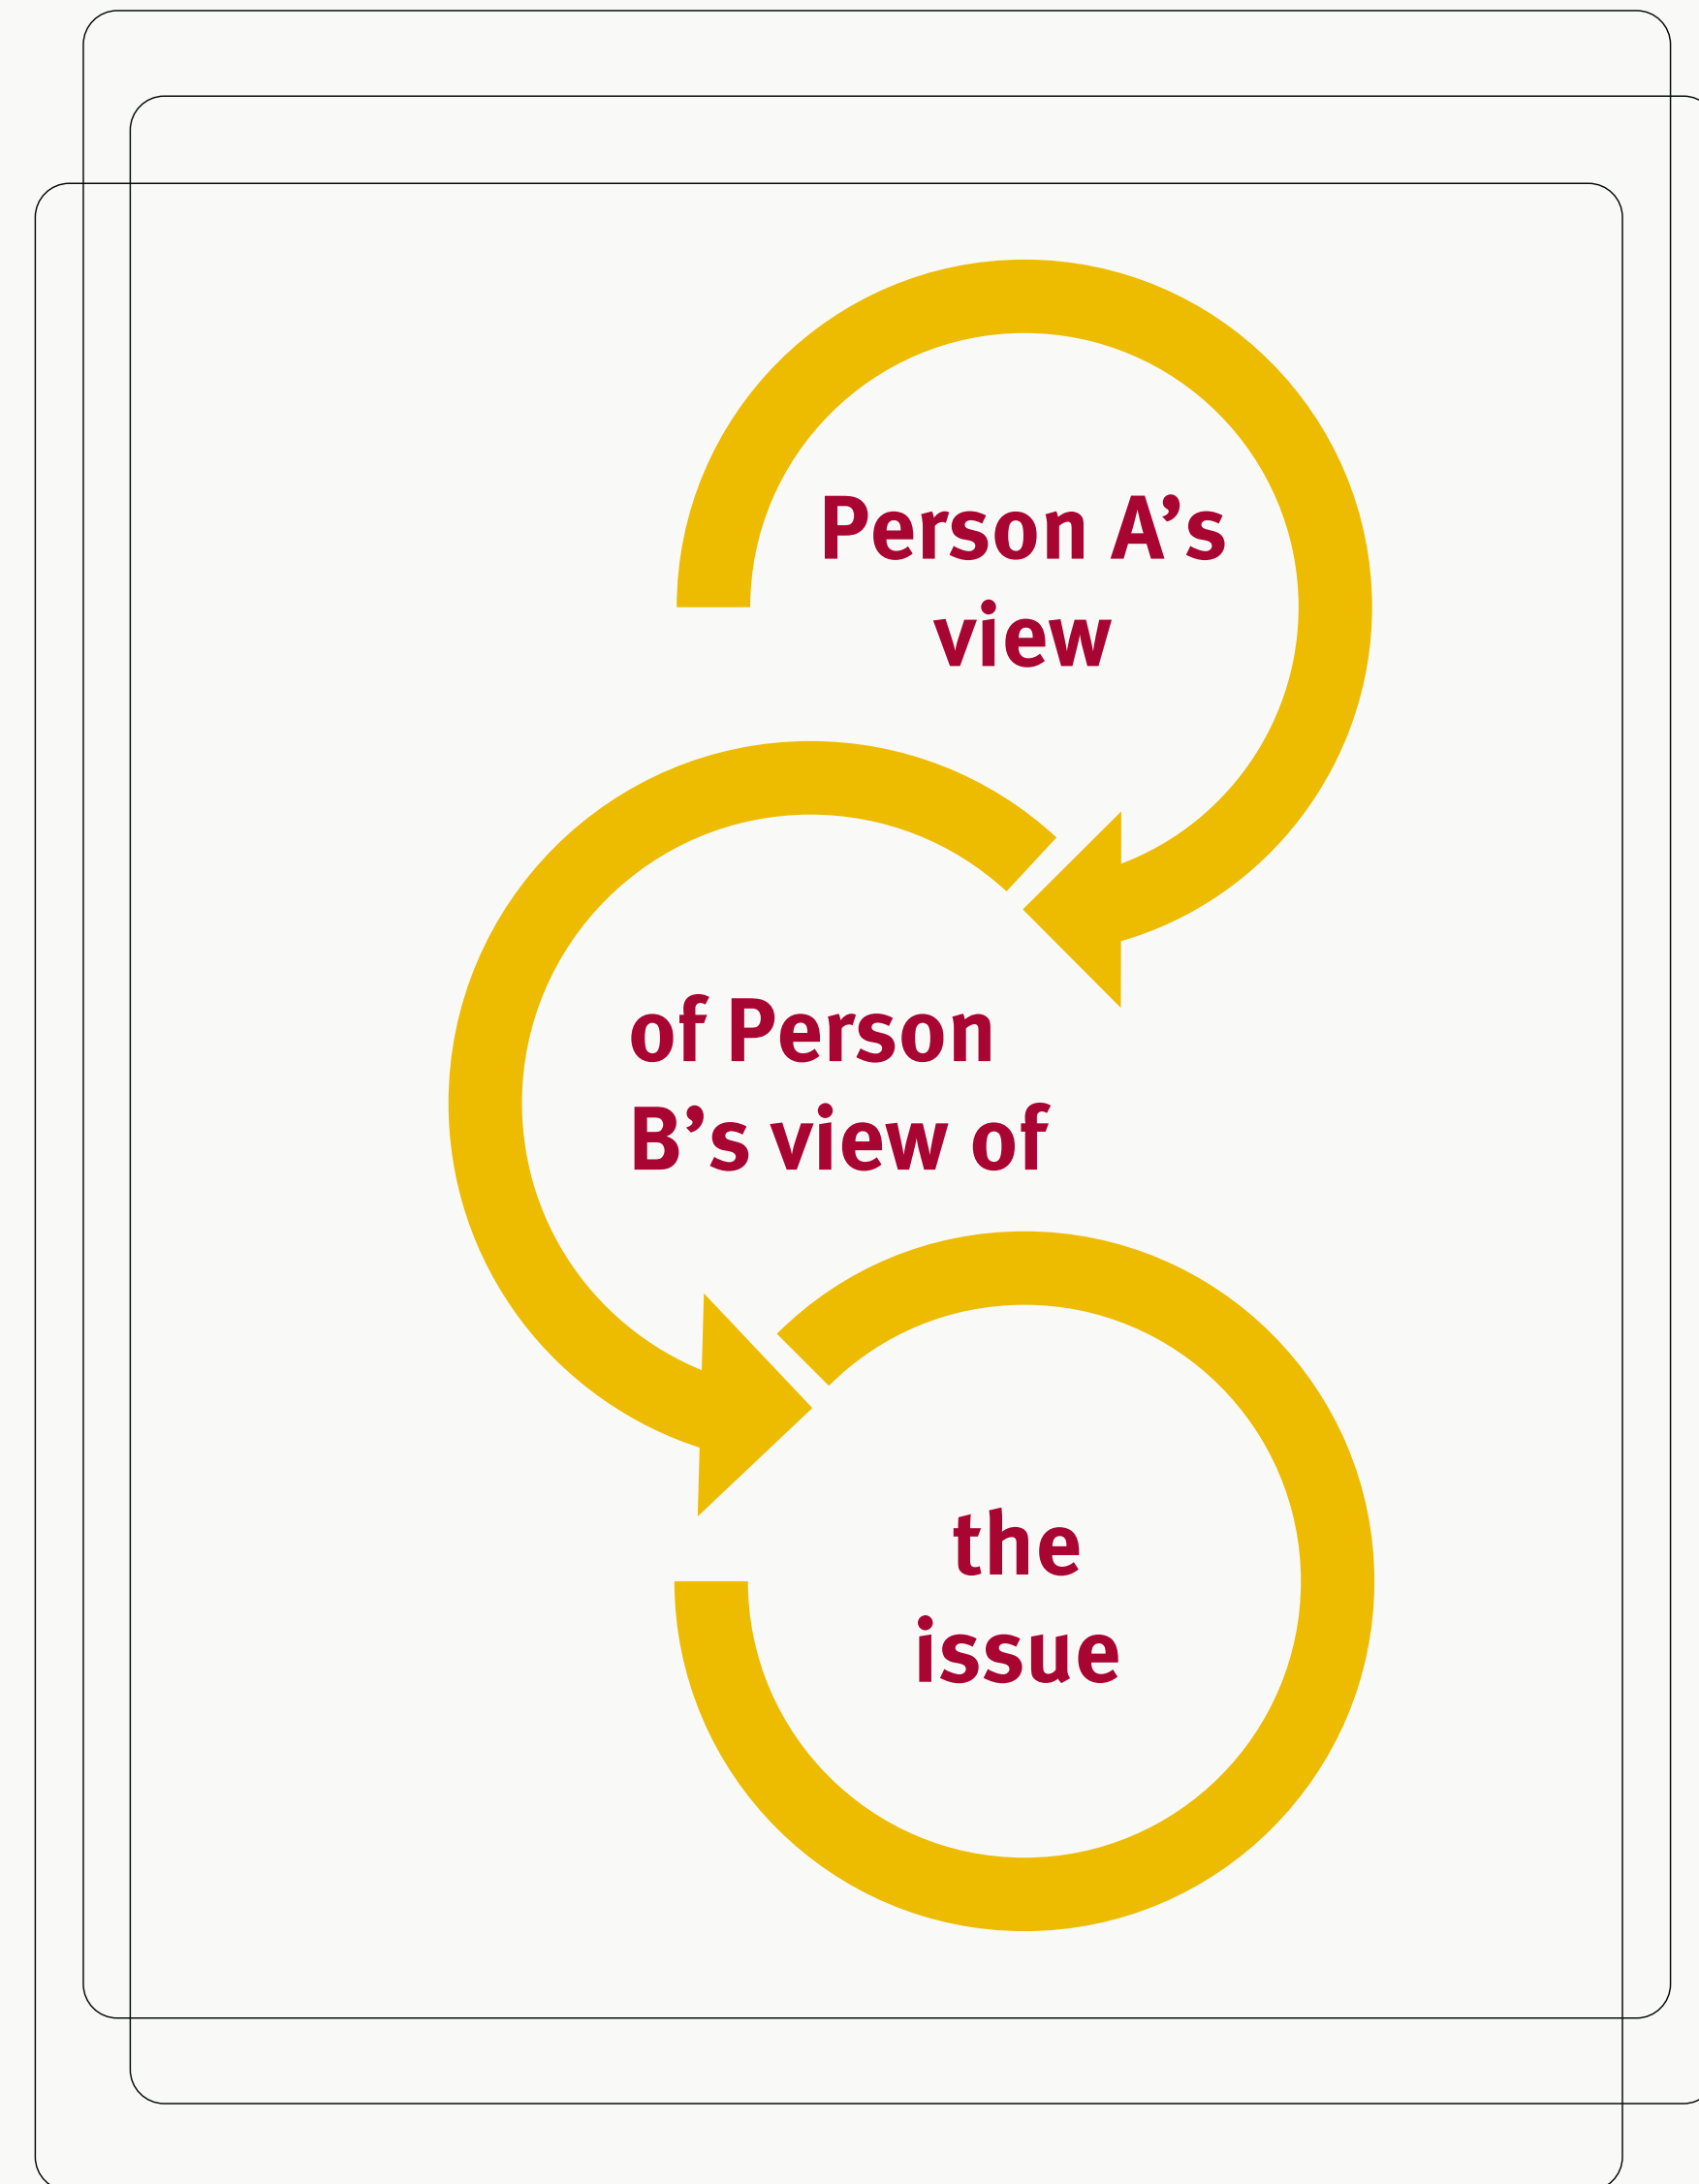 Person A’s
view
of Person
B’s view of
the
issue